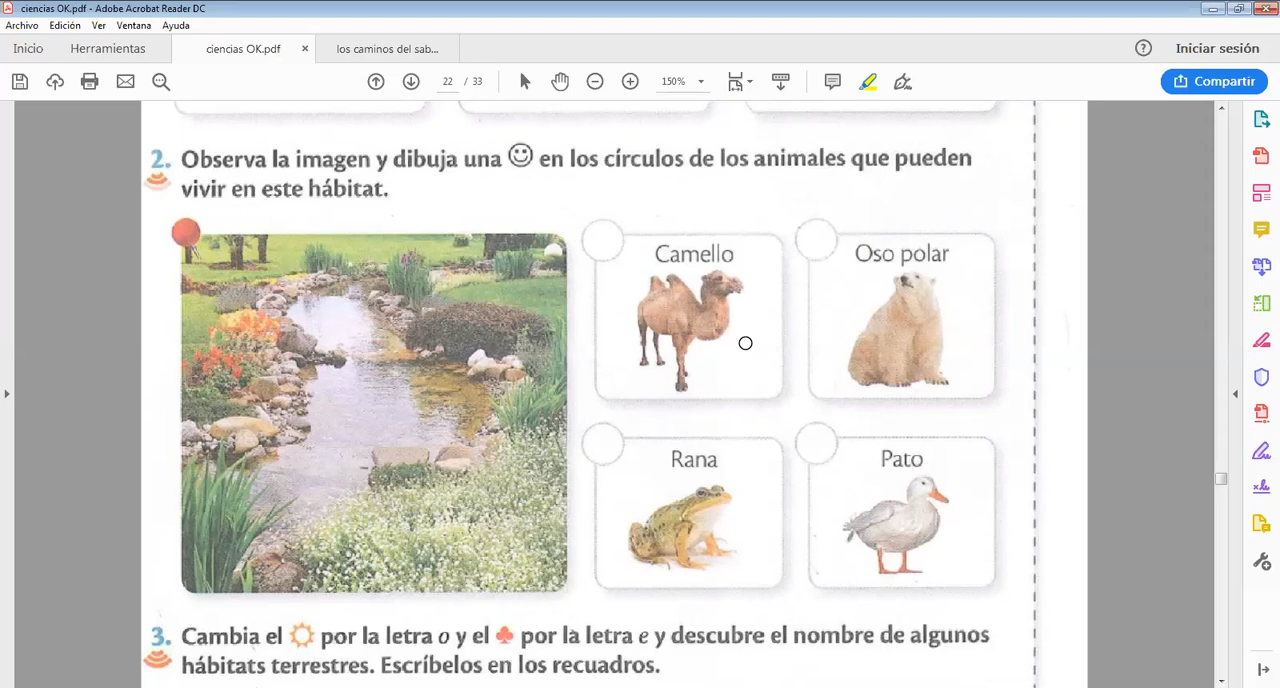 ciencias OK.pdf - Adobe Acrobat Reader DC
Archivo Edición Ver Ventana Ayuda
Inicio Herramientas ciencias OK.pdf × los caminos del sab... ? Iniciar sesión
22 / 33 150% Compartir
2. Observa la imagen y dibuja una en los círculos de los animales que pueden
vivir en este hábitat.
Camello Oso polar
Rana Pato
3. Cambia el por la letra o y el por la letra e y descubre el nombre de algunos
hábitats terrestres. Escríbelos en los recuadros.